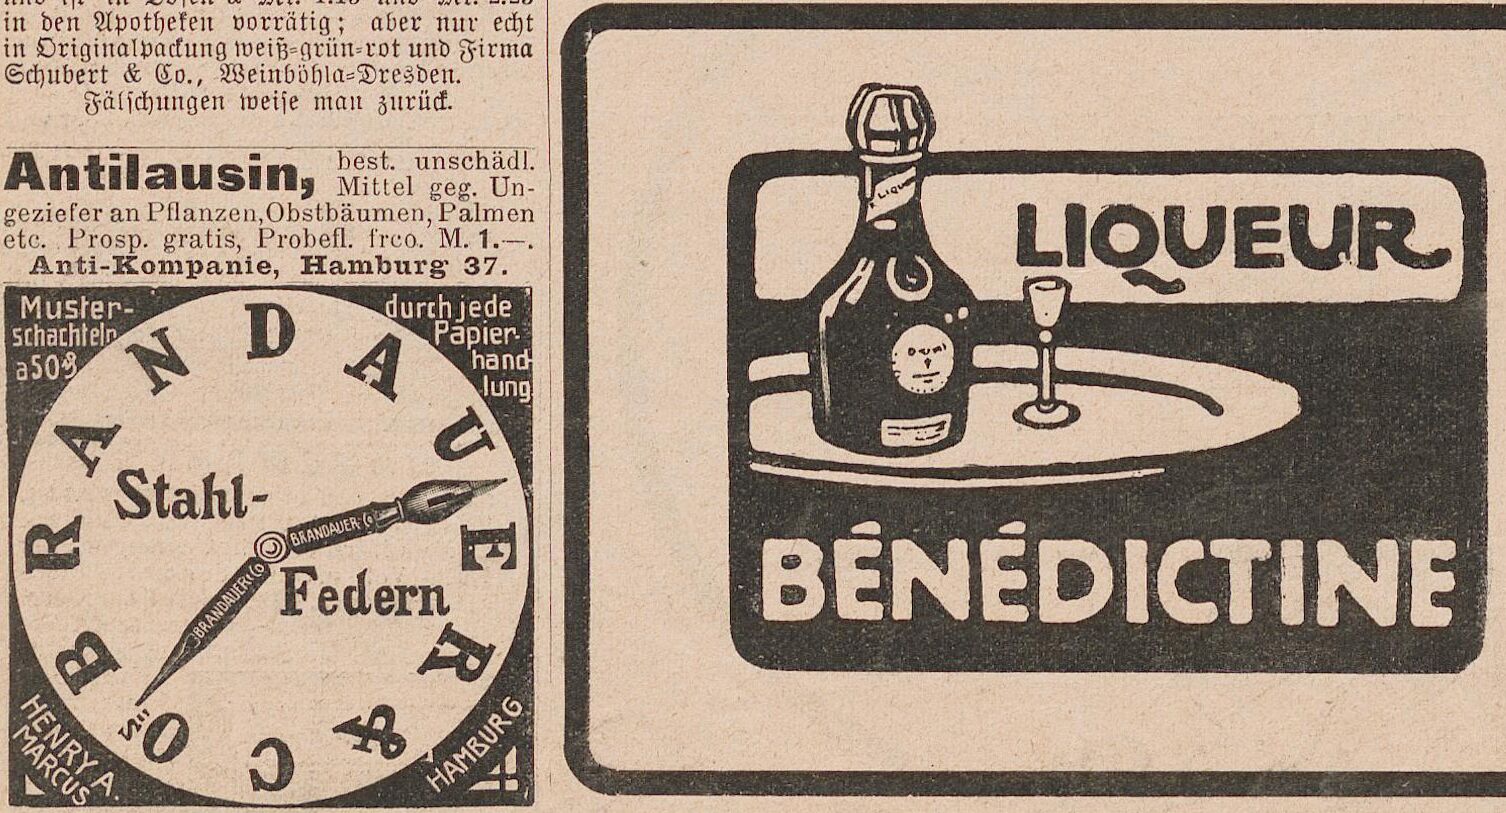 in den Apotheken vorrätig; aber nur echt
in Originalpackung weiß-grün-rot und Firma
Schubert & Co., Weinböhla-Dresden.
Fälschungen weise man zurück.
Antilausin, best. unschädl.
Mittel geg. Un-
geziefer an Pflanzen, Obstbäumen, Palmen
etc. Prosp. gratis, Probefl. frco. M. 1.—.
Anti-Kompanie, Hamburg 37.
Muster-
schachteln
a 50 ₰
durch jede
Papier-
hand-
lung
BRANDAUER & CO
Stahl-
Federn
BRANDAUER & Co
BRANDAUER & Co
HENRY A.
MARCUS
HAMBURG
LIQUEUR
BÉNÉDICTINE